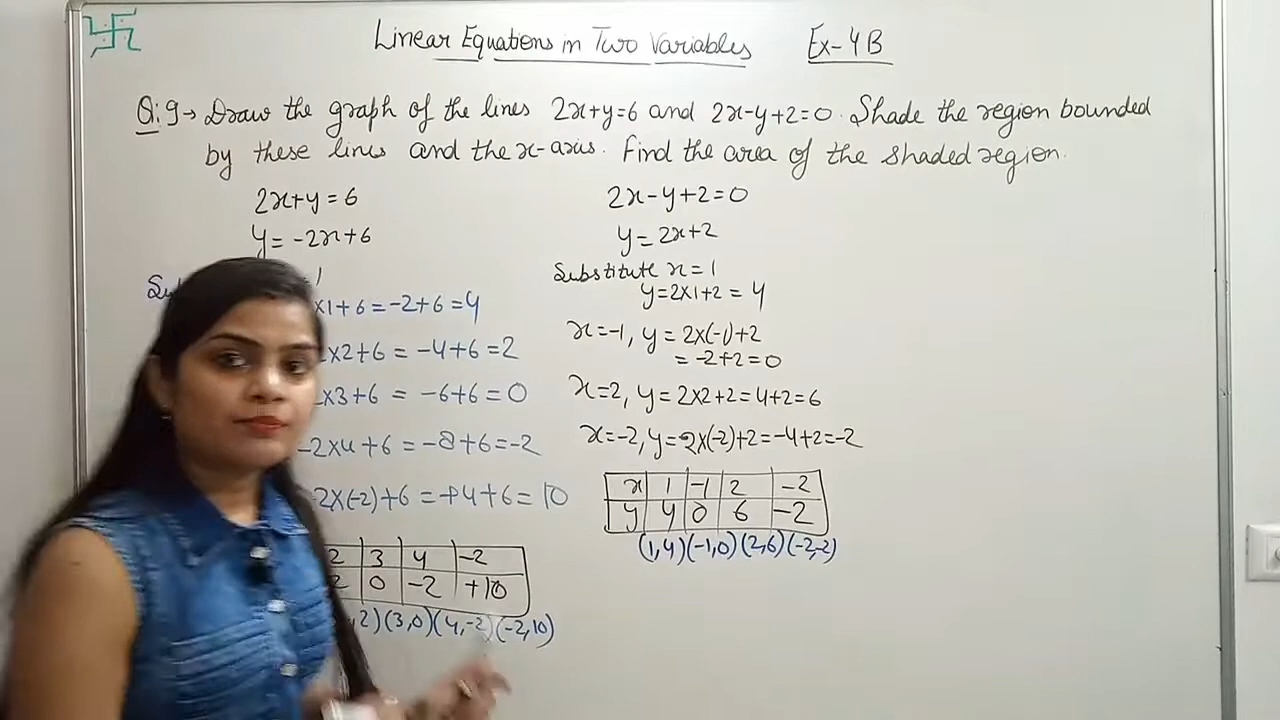 Linear Equations in Two Variables Ex-4B
Q:9→ Draw the graph of the lines 2x+y=6 and 2x-y+2=0. Shade the region bounded
by these lines and the x-axis. Find the area of the shaded region.
2x+y=6
y=-2x+6
x1+6=-2+6=4
x2+6=-4+6=2
x3+6=-6+6=0
-2x4+6=-8+6=-2
2x(-2)+6=+4+6=10
2 3 4 -2
2 0 -2 +10
,2) (3,0) (4,-2) (-2,10)
2x-y+2=0
y=2x+2
Substitute x=1
y=2x1+2=4
x=-1, y=2x(-1)+2
=-2+2=0
x=2, y=2x2+2=4+2=6
x=-2, y=2x(-2)+2=-4+2=-2
x 1 -1 2 -2
y 4 0 6 -2
(1,4) (-1,0) (2,6) (-2,-2)